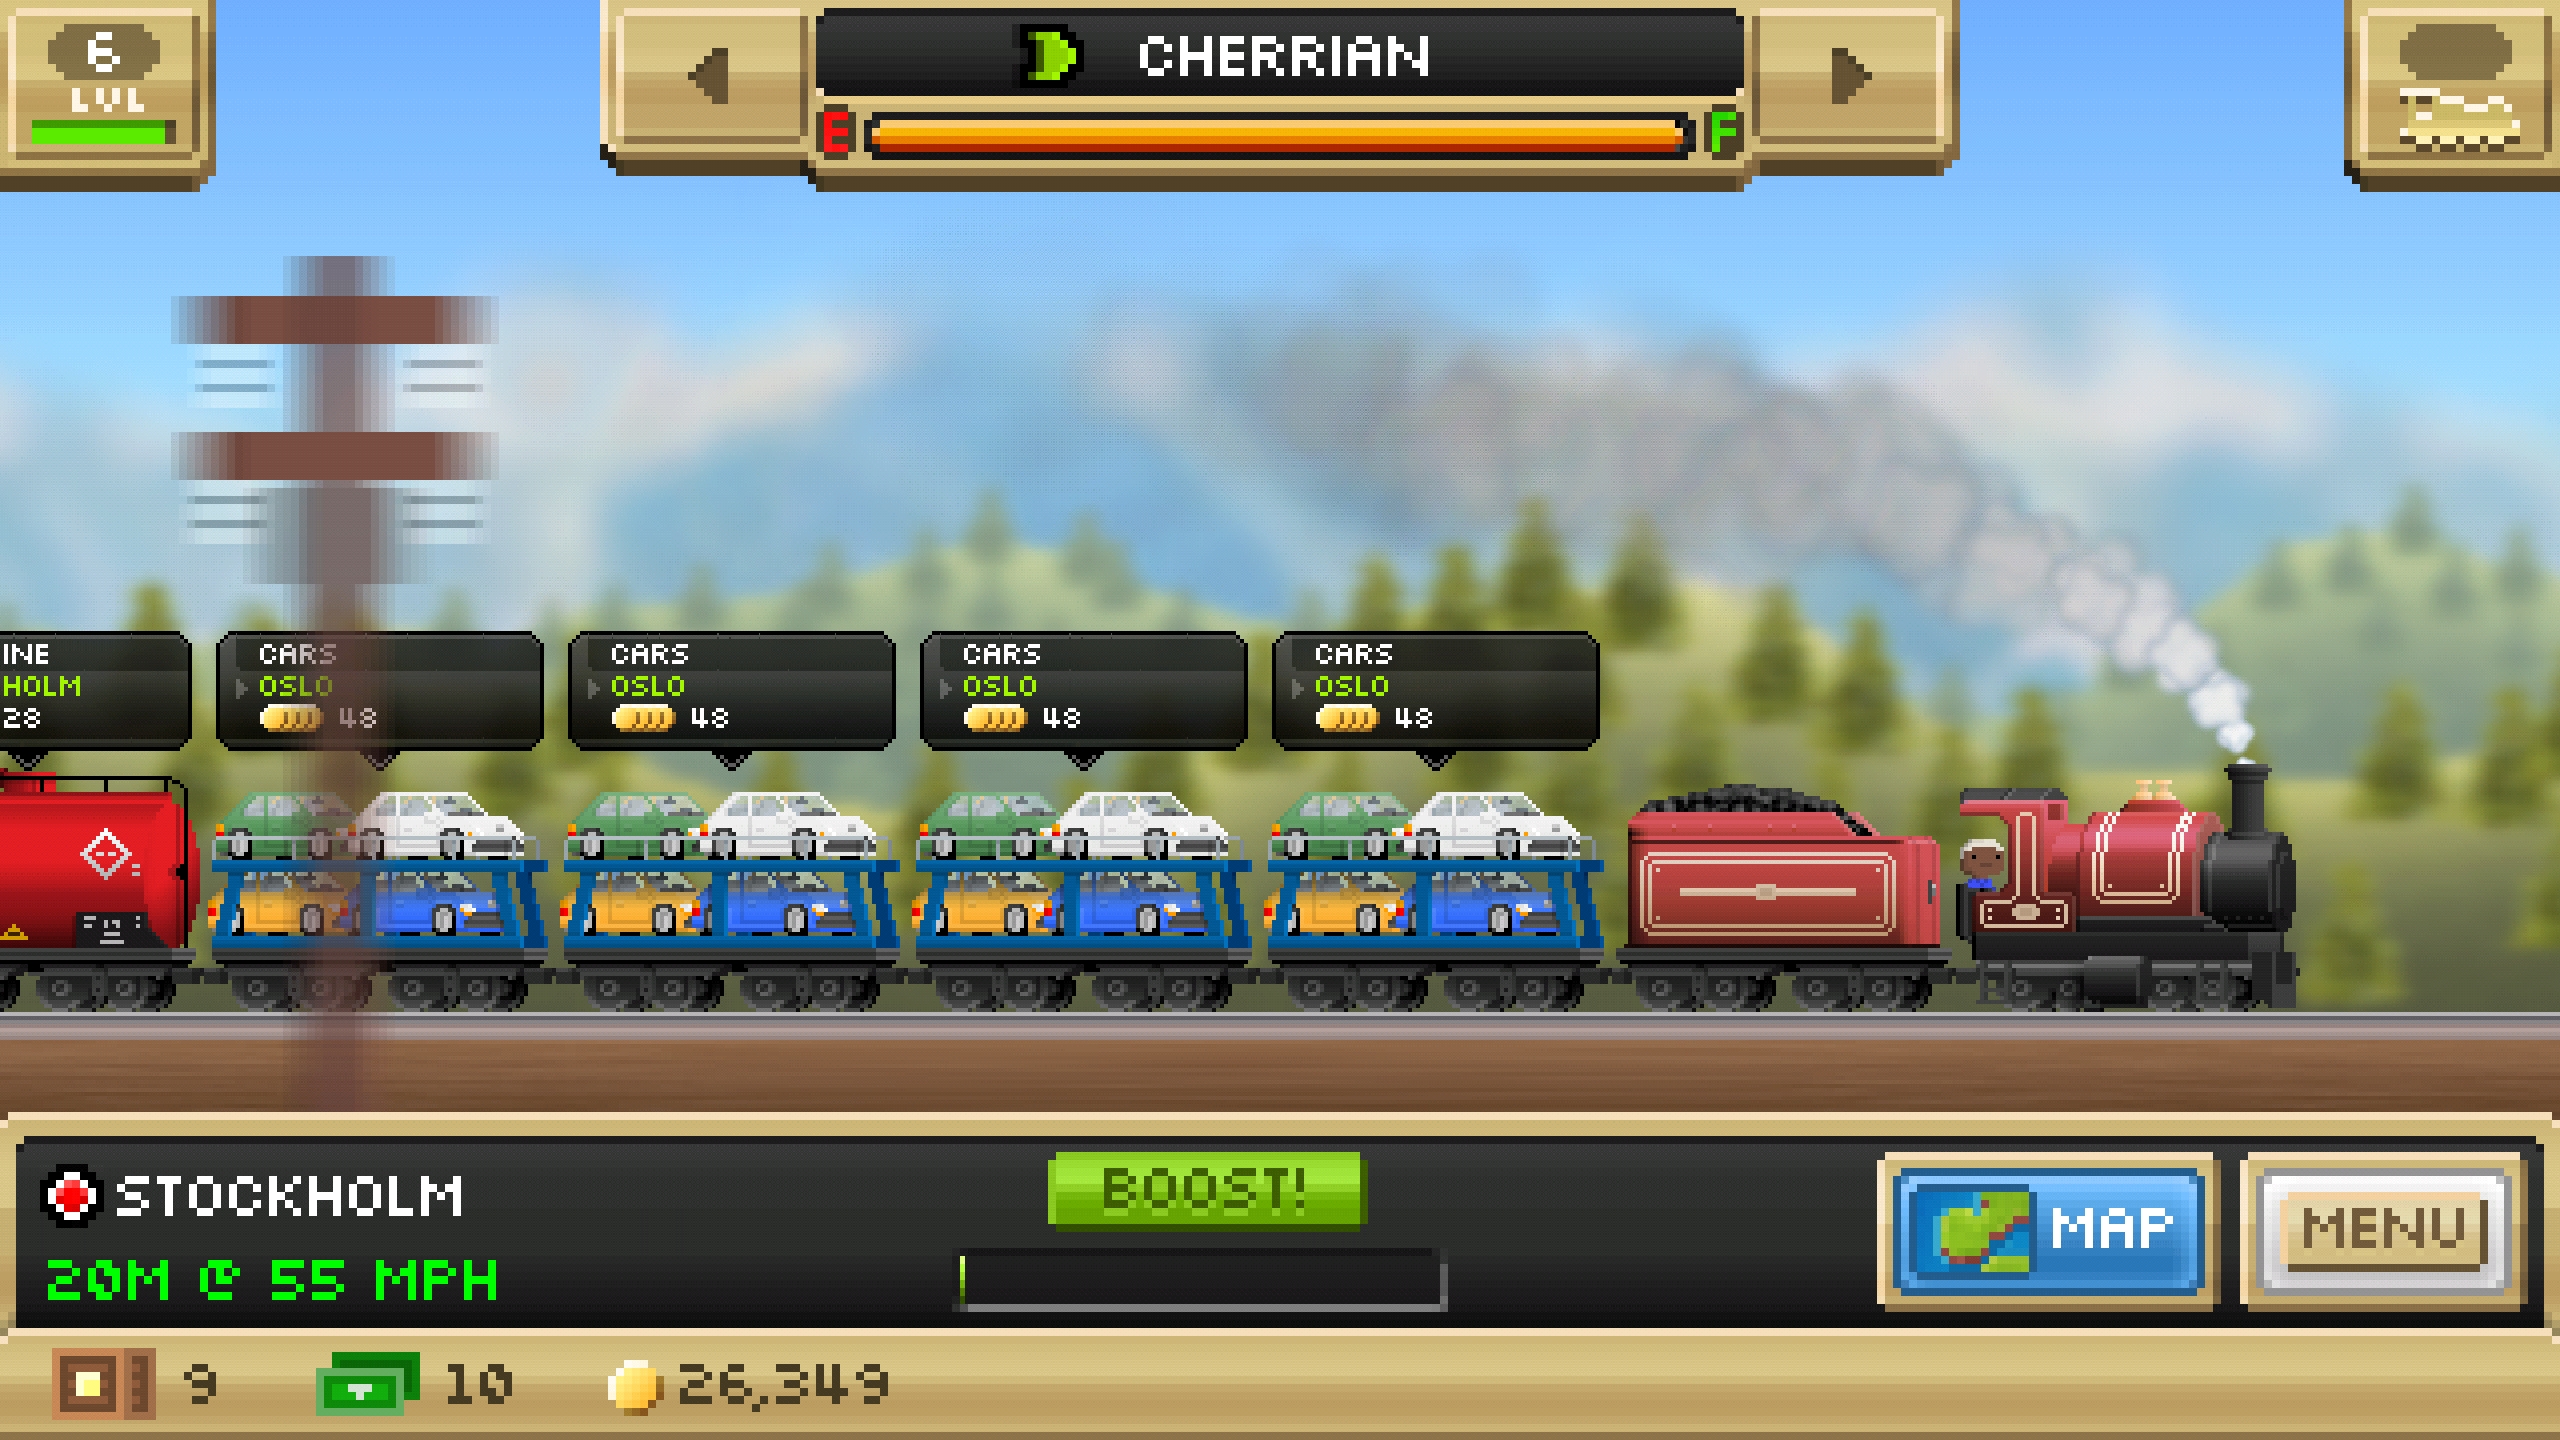 6
LVL
CHERRIAN
E F
INE
HOLM
28
CARS
OSLO
48
CARS
OSLO
48
CARS
OSLO
48
CARS
OSLO
48
STOCKHOLM
20M @ 55 MPH
BOOST!
MAP
MENU
9 10 26,349